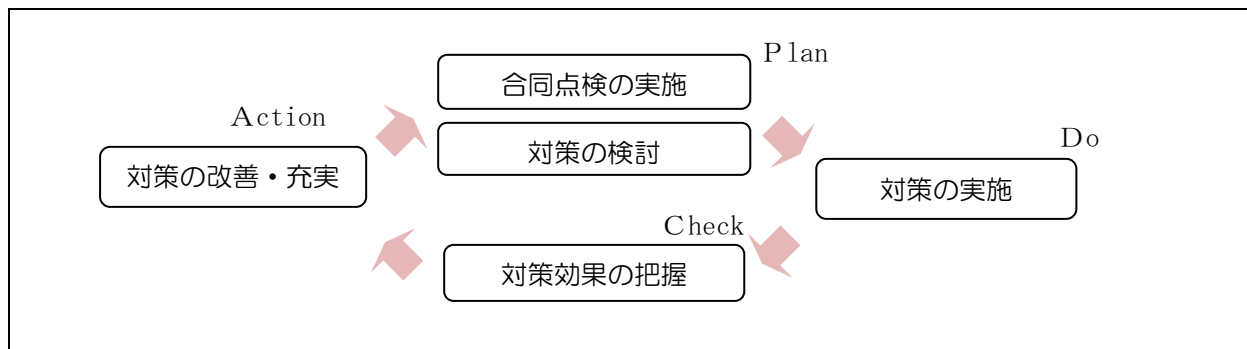 Plan
合同点検の実施
Action
対策の検討
Do
対策の改善・充実
対策の実施
Check
対策効果の把握